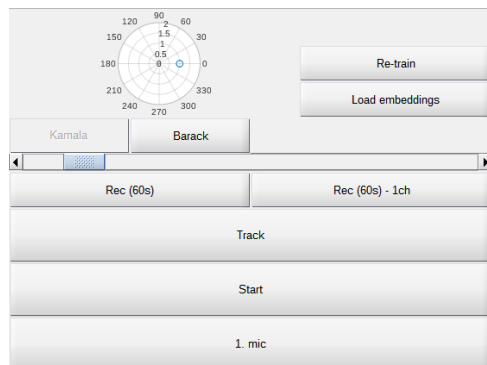 90
120 2 60
1.5
150 1 30
0.5
180 0 0
210 330
240 300
270
Re-train
Load embeddings
Kamala Barack
Rec (60s) Rec (60s) - 1ch
Track
Start
1. mic